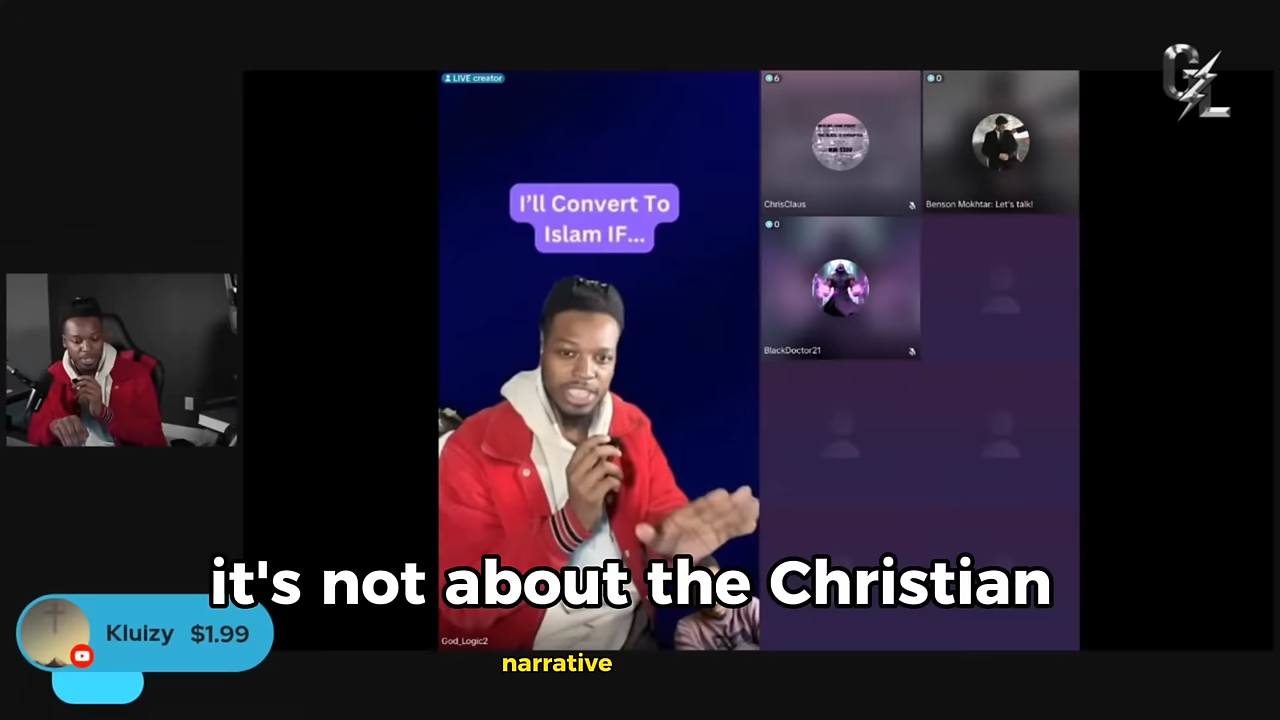 LIVE creator
6
0
GL
I'll Convert To
Islam IF...
ChrisClaus
Benson Mokhtar: Let's talk!
0
BlackDoctor21
it's not about the Christian
Kluizy $1.99
God_Logic2
narrative